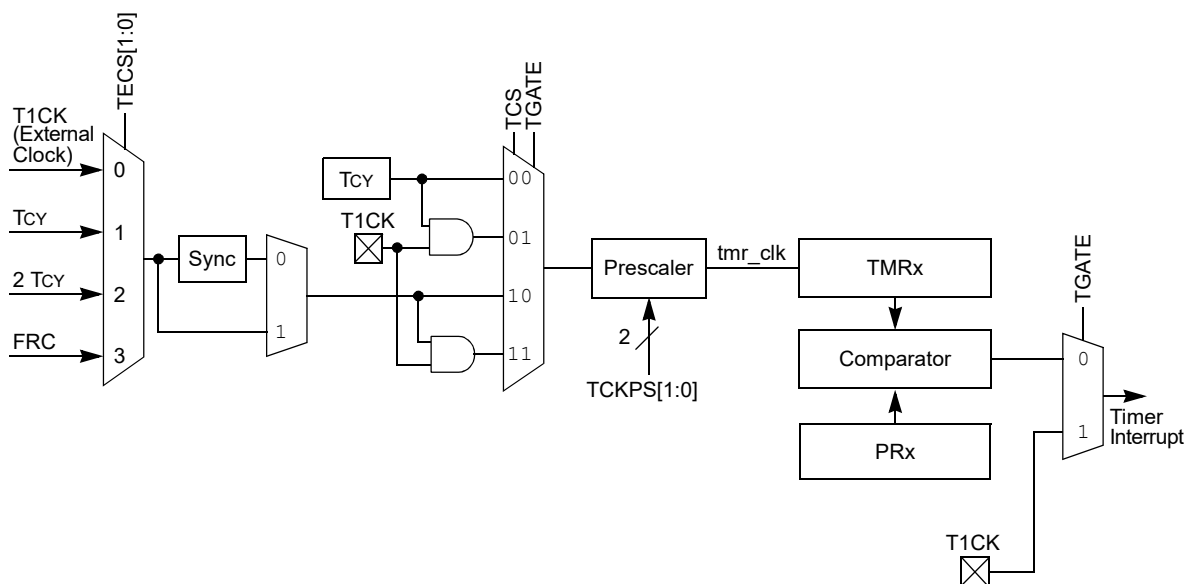 TECS[1:0]
T1CK
(External
Clock)
0
TCY
1
2 TCY
2
FRC
3
Sync
0
1
TCY
T1CK
TCS
TGATE
00
01
10
11
Prescaler
2
TCKPS[1:0]
tmr_clk
TMRx
Comparator
PRx
TGATE
0
1
Timer
Interrupt
T1CK